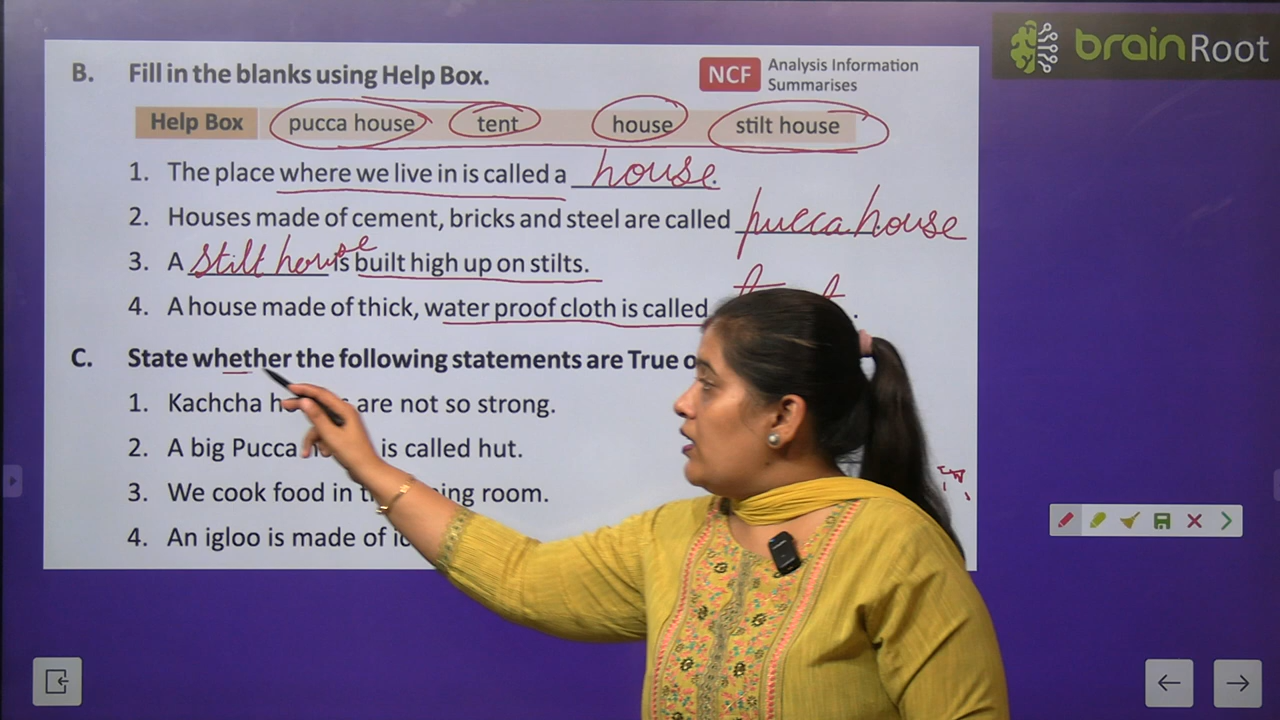 brainRoot
B. Fill in the blanks using Help Box.
NCF Analysis Information
Summarises
Help Box pucca house tent house stilt house
1. The place where we live in is called a house.
2. Houses made of cement, bricks and steel are called pucca house
3. A stilt house is built high up on stilts.
4. A house made of thick, water proof cloth is called .
C. State whether the following statements are True
1. Kachcha are not so strong.
2. A big Pucca is called hut.
3. We cook food in room.
4. An igloo is made of